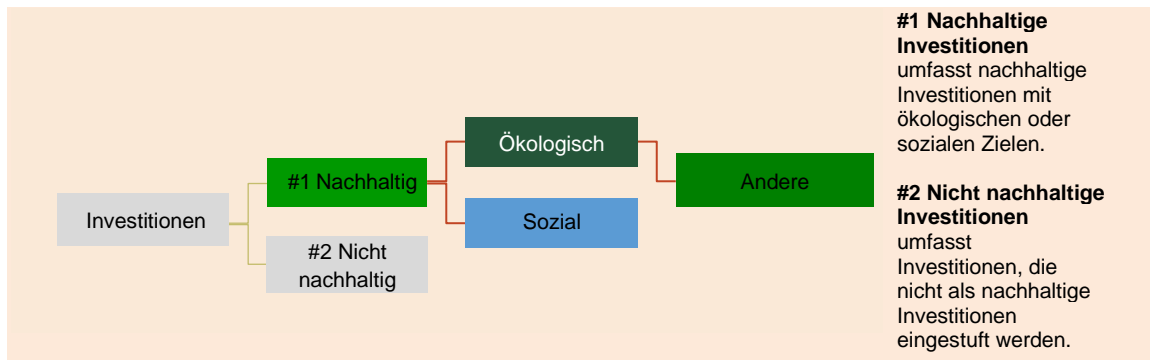 Investitionen
#1 Nachhaltig
#2 Nicht
nachhaltig
Ökologisch
Sozial
Andere
#1 Nachhaltige
Investitionen
umfasst nachhaltige
Investitionen mit
ökologischen oder
sozialen Zielen.
#2 Nicht nachhaltige
Investitionen
umfasst
Investitionen, die
nicht als nachhaltige
Investitionen
eingestuft werden.